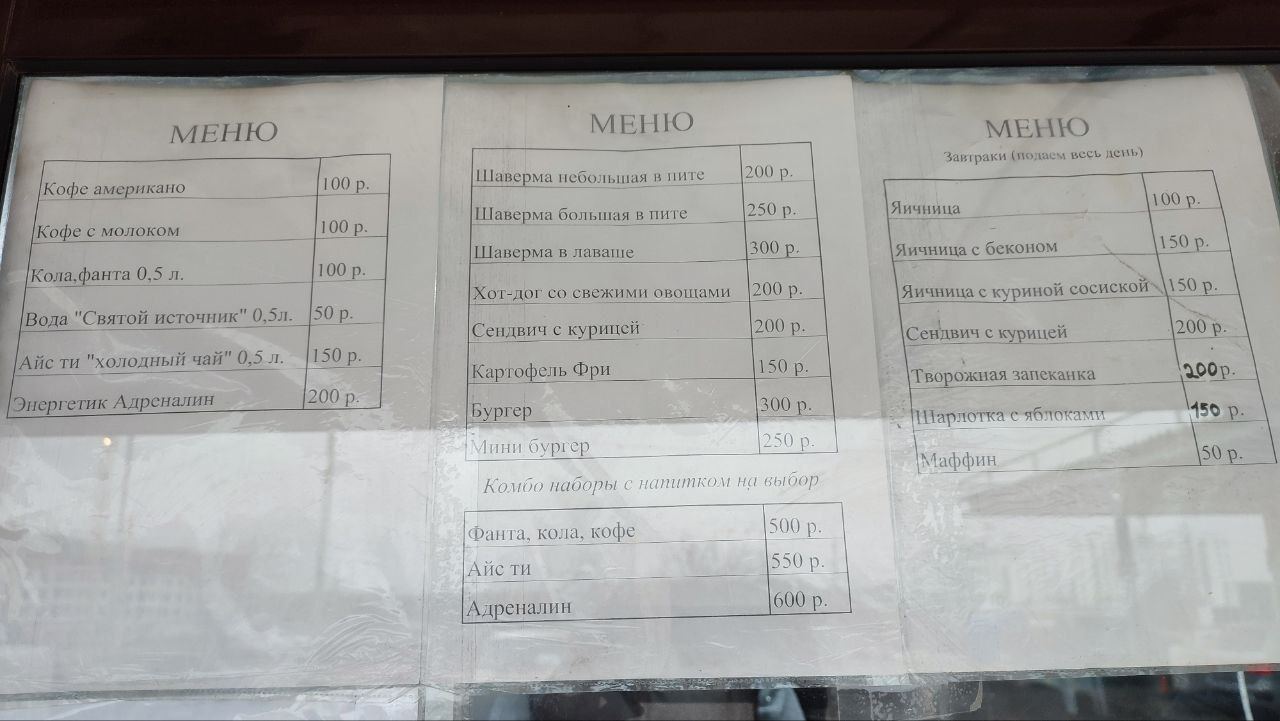 МЕНЮ
Кофе американо 100 р.
Кофе с молоком 100 р.
Кола,фанта 0,5 л. 100 р.
Вода "Святой источник" 0,5л. 50 р.
Айс ти "холодный чай" 0,5 л. 150 р.
Энергетик Адреналин 200 р.
МЕНЮ
Шаверма небольшая в пите 200 р.
Шаверма большая в пите 250 р.
Шаверма в лаваше 300 р.
Хот-дог со свежими овощами 200 р.
Сендвич с курицей 200 р.
Картофель Фри 150 р.
Бургер 300 р.
Мини бургер 250 р.
Комбо наборы с напитком на выбор
Фанта, кола, кофе 500 р.
Айс ти 550 р.
Адреналин 600 р.
МЕНЮ
Завтраки (подаем весь день)
Яичница 100 р.
Яичница с беконом 150 р.
Яичница с куриной сосиской 150 р.
Сендвич с курицей 200 р.
Творожная запеканка 200 р.
Шарлотка с яблоками 150 р.
Маффин 50 р.